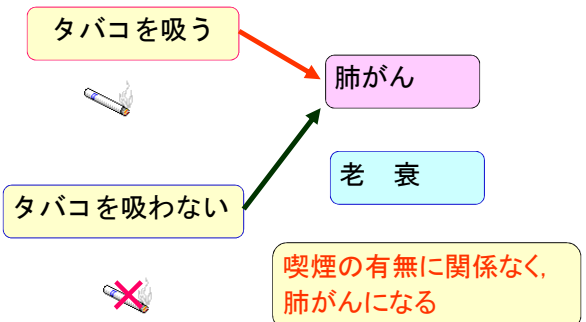 タバコを吸う
肺がん
老　衰
タバコを吸わない
喫煙の有無に関係なく,
肺がんになる